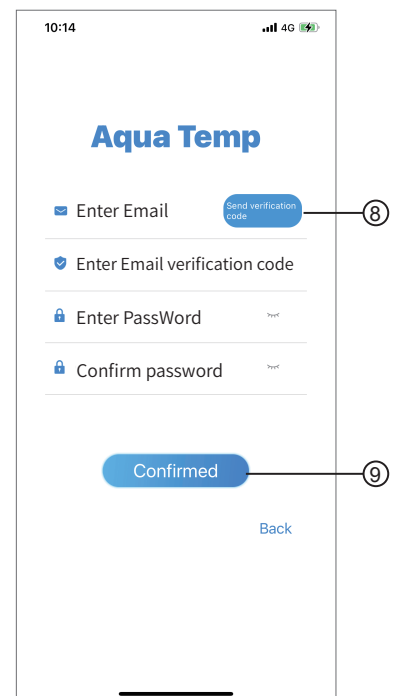 10:14 4G
Aqua Temp
Enter Email
Send verification
code
⑧
Enter Email verification code
Enter PassWord
Confirm password
Confirmed
⑨
Back